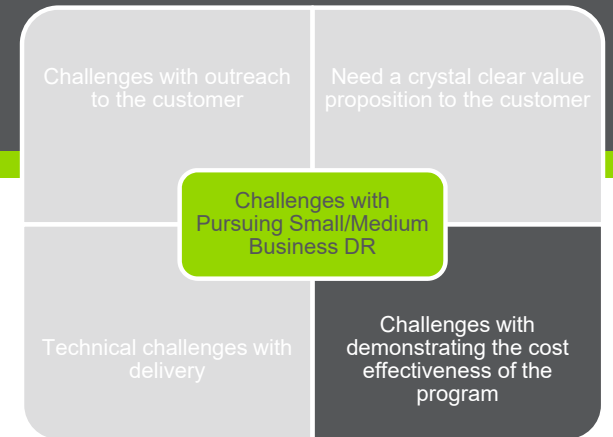 Challenges with outreach
to the customer
Need a crystal clear value
proposition to the customer
Challenges with
Pursuing Small/Medium
Business DR
Technical challenges with
delivery
Challenges with
demonstrating the cost
effectiveness of the
program